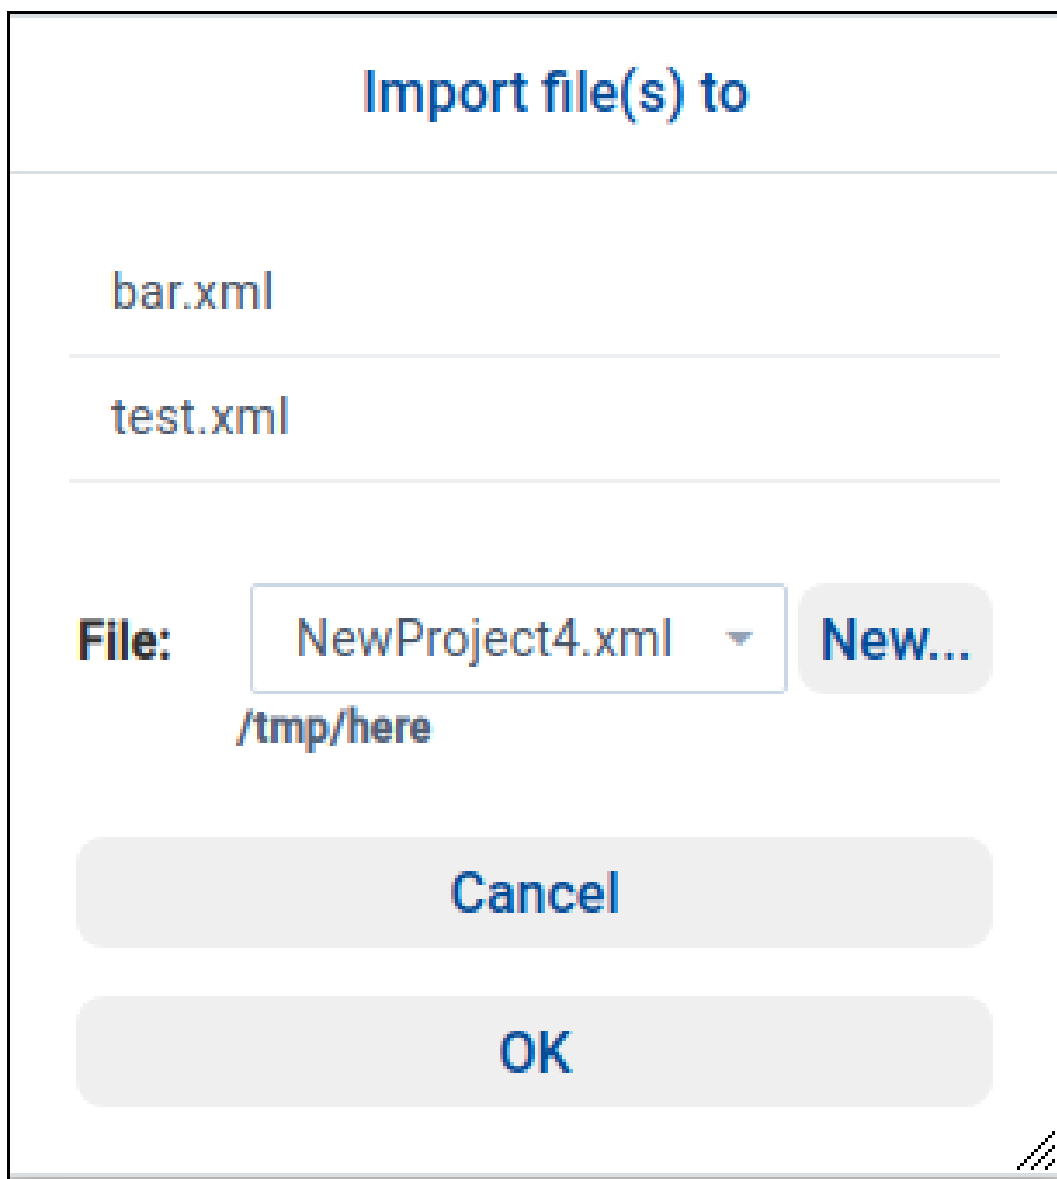 Import file(s) to
bar.xml
test.xml
File: NewProject4.xml New...
/tmp/here
Cancel
OK